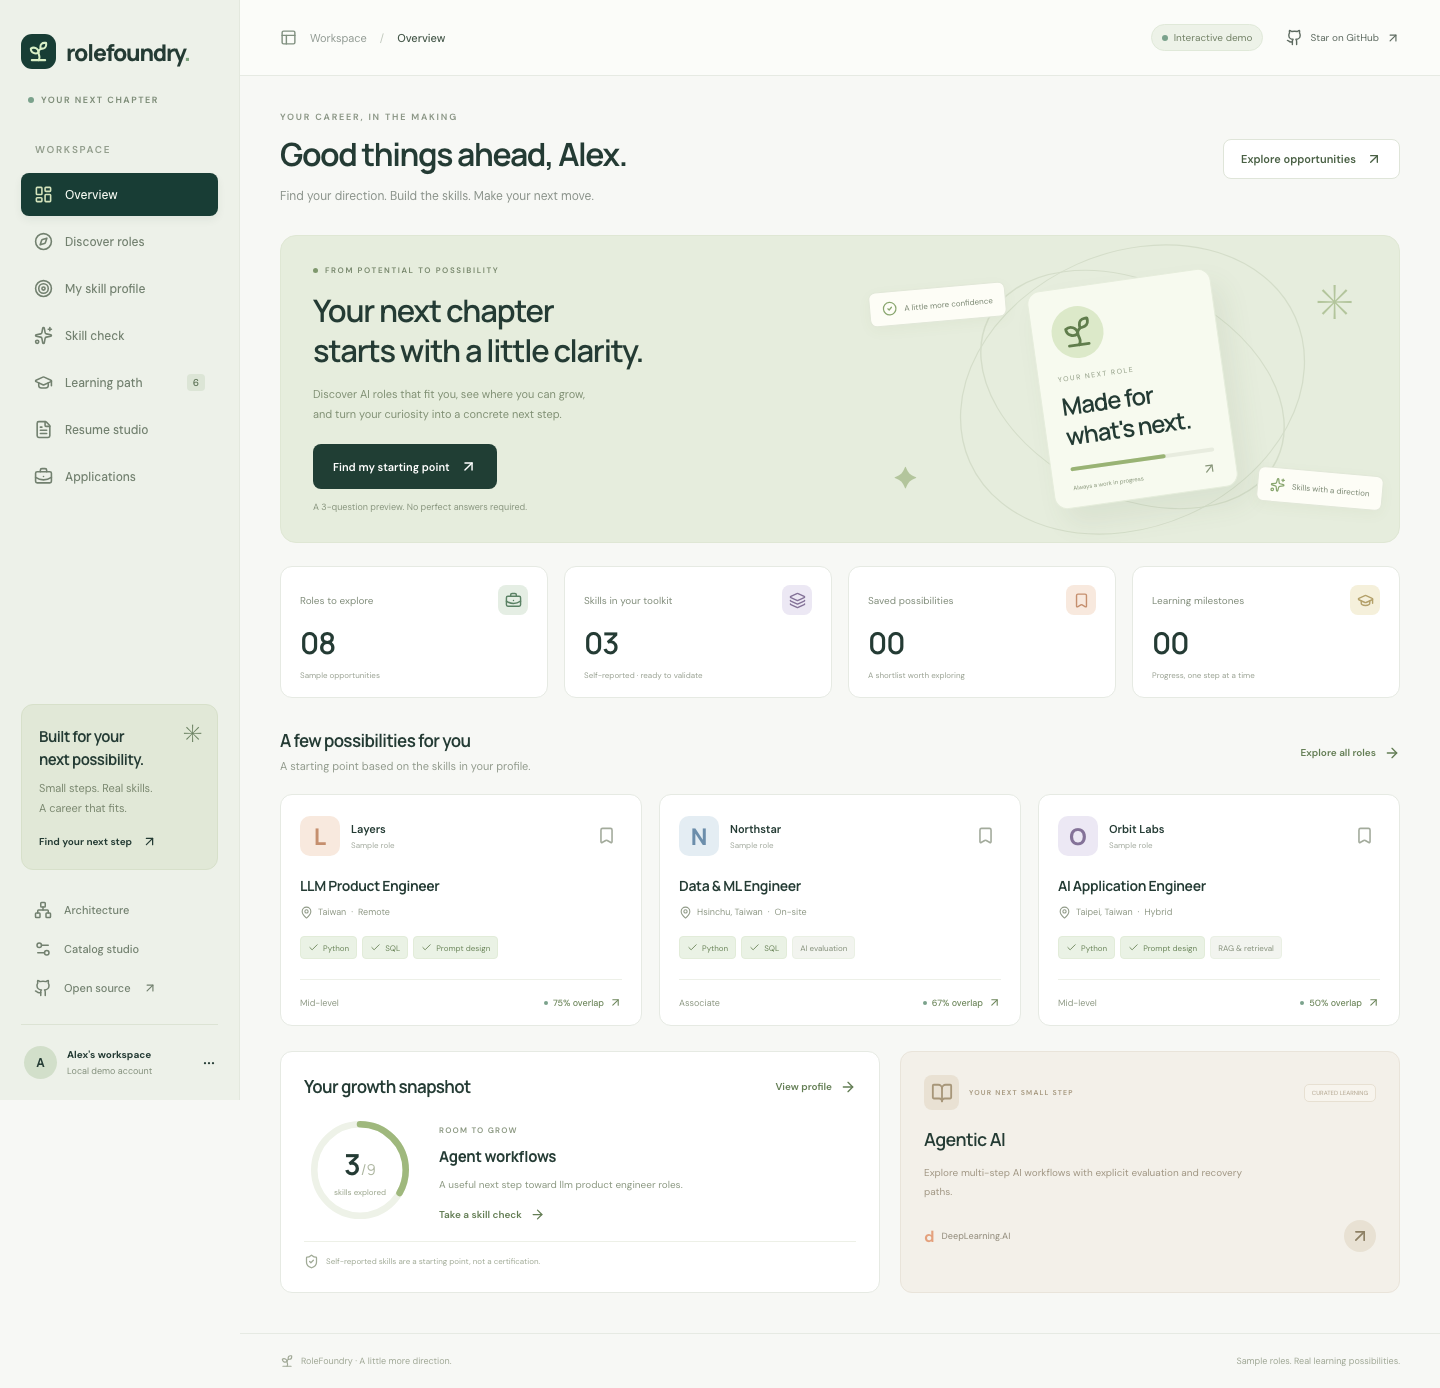 rolefoundry.
YOUR NEXT CHAPTER
WORKSPACE
Overview
Discover roles
My skill profile
Skill check
Learning path 6
Resume studio
Applications
Built for your
next possibility.
Small steps. Real skills.
A career that fits.
Find your next step
Architecture
Catalog studio
Open source
A
Alex's workspace
Local demo account
Workspace / Overview
Interactive demo
Star on GitHub
YOUR CAREER, IN THE MAKING
Good things ahead, Alex.
Find your direction. Build the skills. Make your next move.
Explore opportunities
FROM POTENTIAL TO POSSIBILITY
Your next chapter
starts with a little clarity.
Discover AI roles that fit you, see where you can grow,
and turn your curiosity into a concrete next step.
Find my starting point
A 3-question preview. No perfect answers required.
A little more confidence
YOUR NEXT ROLE
Made for
what's next.
Always a work in progress
Skills with a direction
Roles to explore
08
Sample opportunities
Skills in your toolkit
03
Self-reported · ready to validate
Saved possibilities
00
A shortlist worth exploring
Learning milestones
00
Progress, one step at a time
A few possibilities for you
A starting point based on the skills in your profile.
Explore all roles
L
Layers
Sample role
LLM Product Engineer
Taiwan · Remote
Python SQL Prompt design
Mid-level 75% overlap
N
Northstar
Sample role
Data & ML Engineer
Hsinchu, Taiwan · On-site
Python SQL AI evaluation
Associate 67% overlap
O
Orbit Labs
Sample role
AI Application Engineer
Taipei, Taiwan · Hybrid
Python Prompt design RAG & retrieval
Mid-level 50% overlap
Your growth snapshot
View profile
3/9
skills explored
ROOM TO GROW
Agent workflows
A useful next step toward llm product engineer roles.
Take a skill check
Self-reported skills are a starting point, not a certification.
YOUR NEXT SMALL STEP
CURATED LEARNING
Agentic AI
Explore multi-step AI workflows with explicit evaluation and recovery
paths.
d DeepLearning.AI
RoleFoundry · A little more direction.
Sample roles. Real learning possibilities.